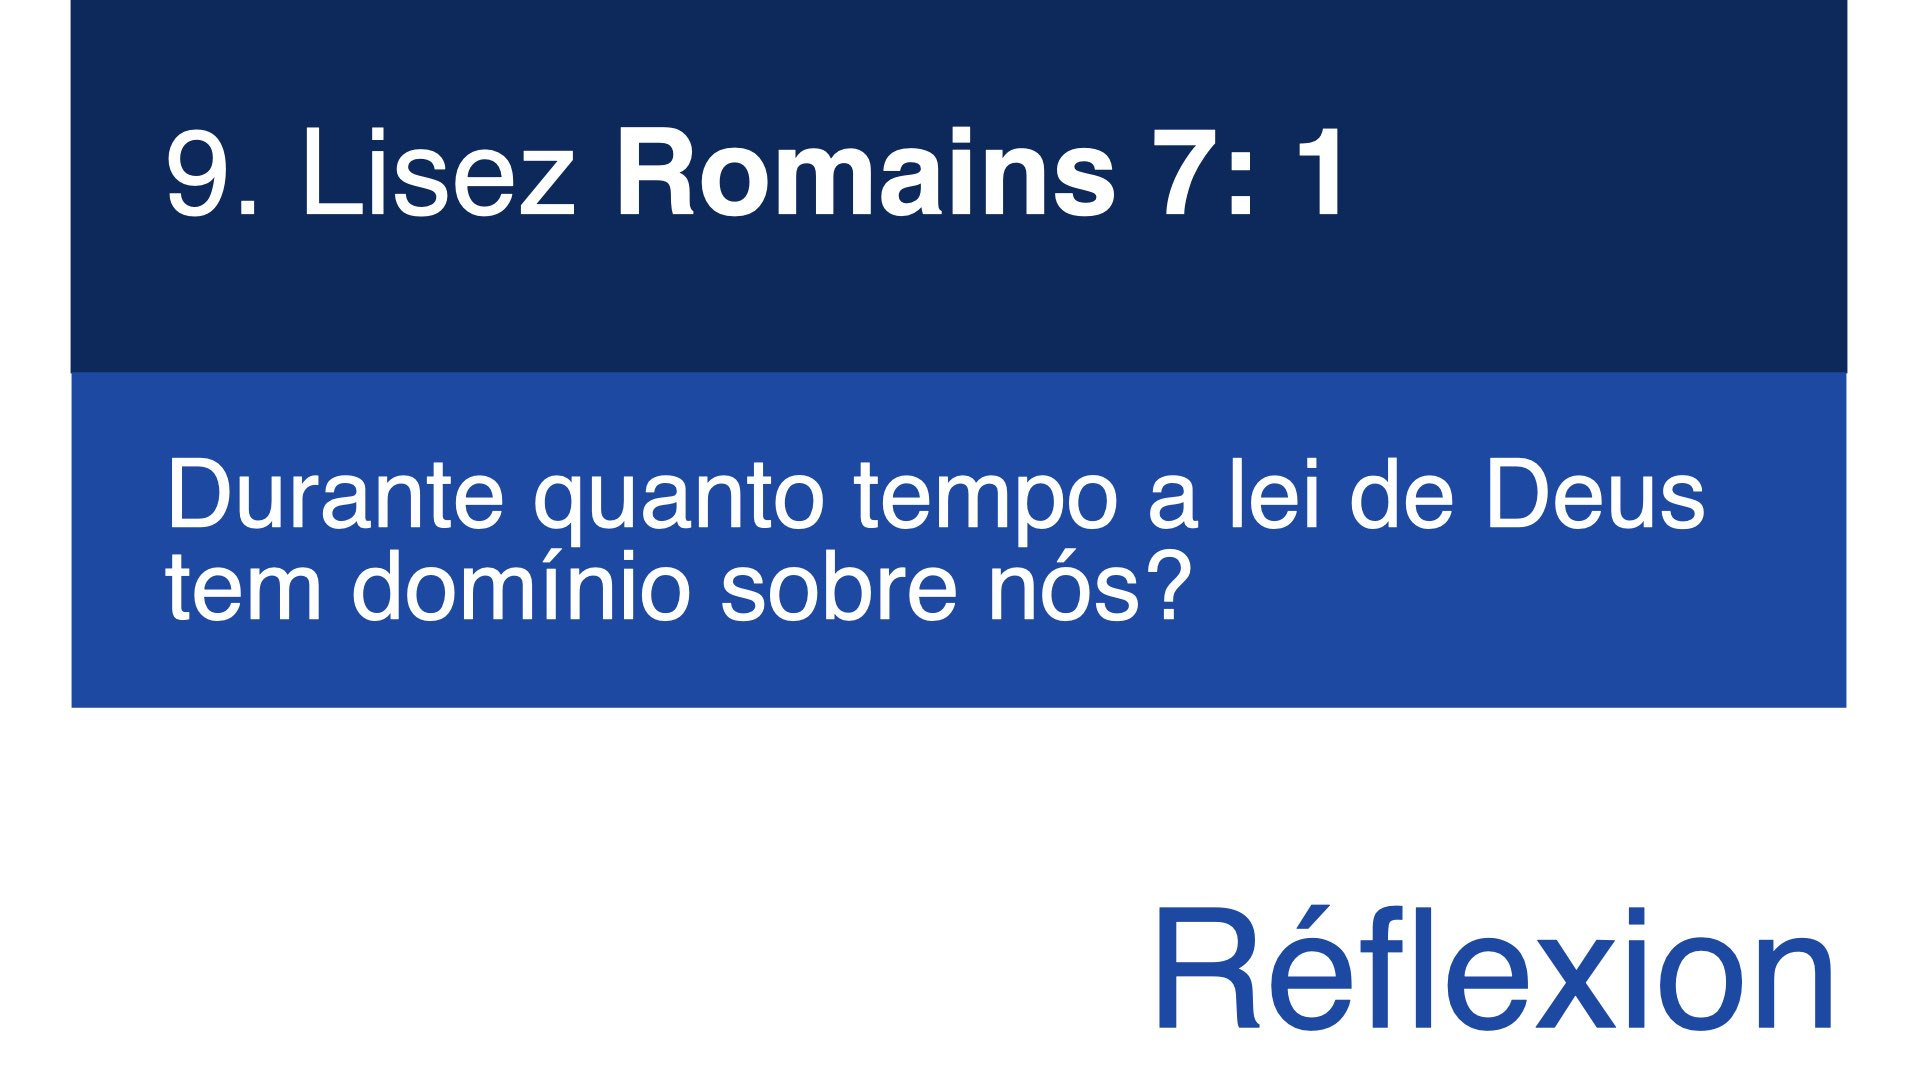 9. Lisez Romains 7: 1
Durante quanto tempo a lei de Deus
tem domínio sobre nós?
Réflexion